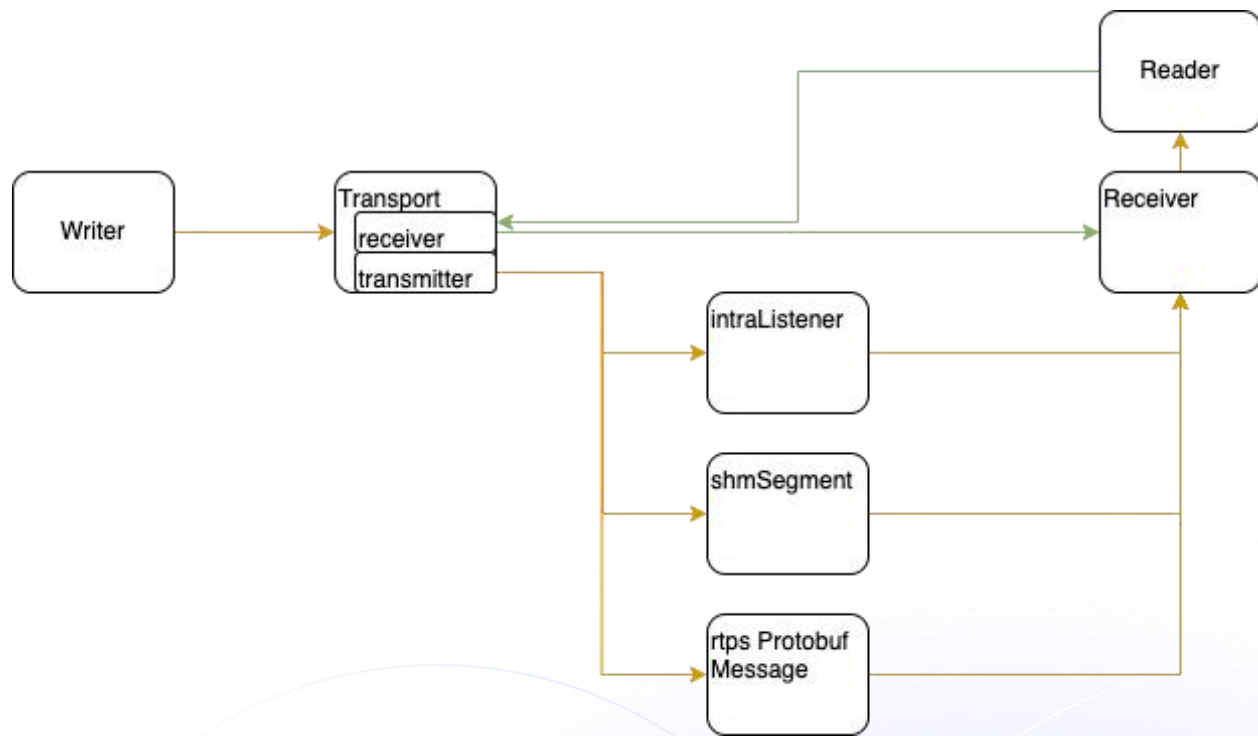 Reader
Writer
Transport
receiver
transmitter
Receiver
intraListener
shmSegment
rtps Protobuf
Message